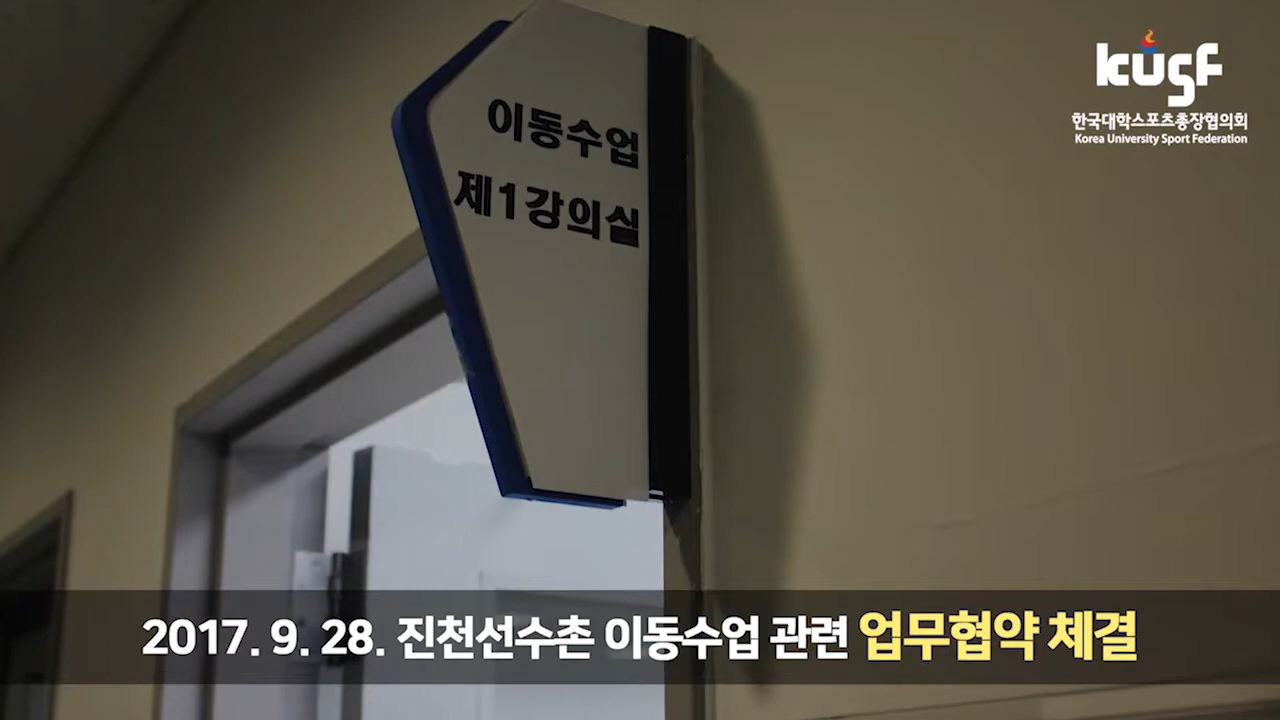 kusf
한국대학스포츠총장협의회
Korea University Sport Federation
이동수업
제1강의실
2017. 9. 28. 진천선수촌 이동수업 관련 업무협약 체결